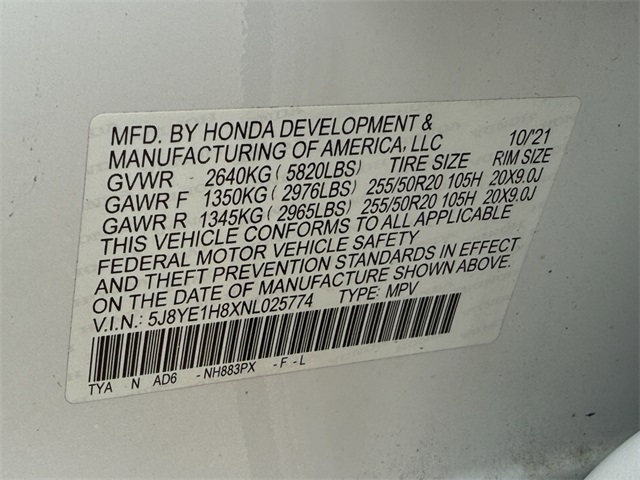 MFD. BY HONDA DEVELOPMENT & 10/'21
MANUFACTURING OF AMERICA, LLC
GVWR 2640KG ( 5820LBS) TIRE SIZE RIM SIZE
GAWR F 1350KG ( 2976LBS) 255/50R20 105H 20X9.0J
GAWR R 1345KG ( 2965LBS) 255/50R20 105H 20X9.0J
THIS VEHICLE CONFORMS TO ALL APPLICABLE
FEDERAL MOTOR VEHICLE SAFETY
AND THEFT PREVENTION STANDARDS IN EFFECT
ON THE DATE OF MANUFACTURE SHOWN ABOVE.
V.I.N.: 5J8YE1H8XNL025774 TYPE: MPV
TYA N AD6 -NH883PX -F-L